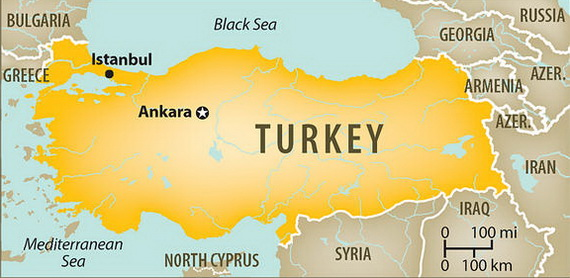 BULGARIA
Black Sea
RUSSIA
GEORGIA
Istanbul
GREECE
ARMENIA
AZER.
Ankara
AZER.
TURKEY
IRAN
IRAQ
Mediterranean
Sea
NORTH CYPRUS
SYRIA
0 100 mi
0 100 km